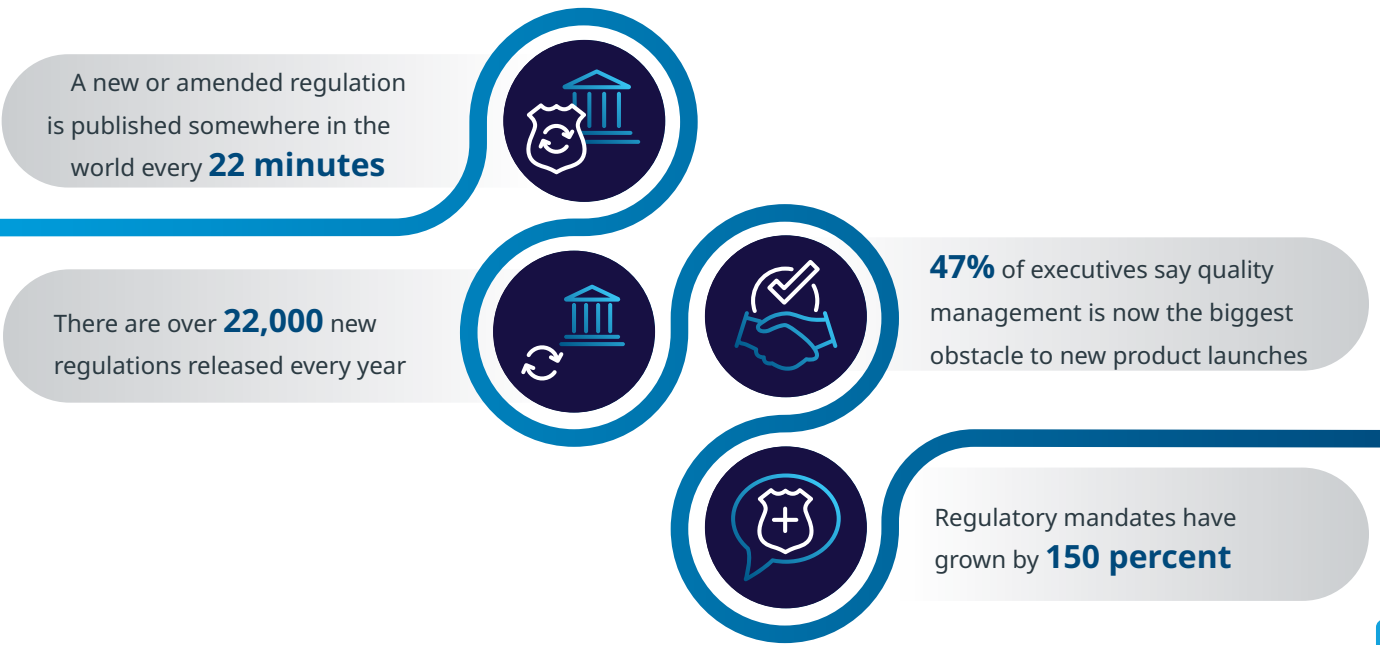 A new or amended regulation
is published somewhere in the
world every 22 minutes
There are over 22,000 new
regulations released every year
47% of executives say quality
management is now the biggest
obstacle to new product launches
Regulatory mandates have
grown by 150 percent